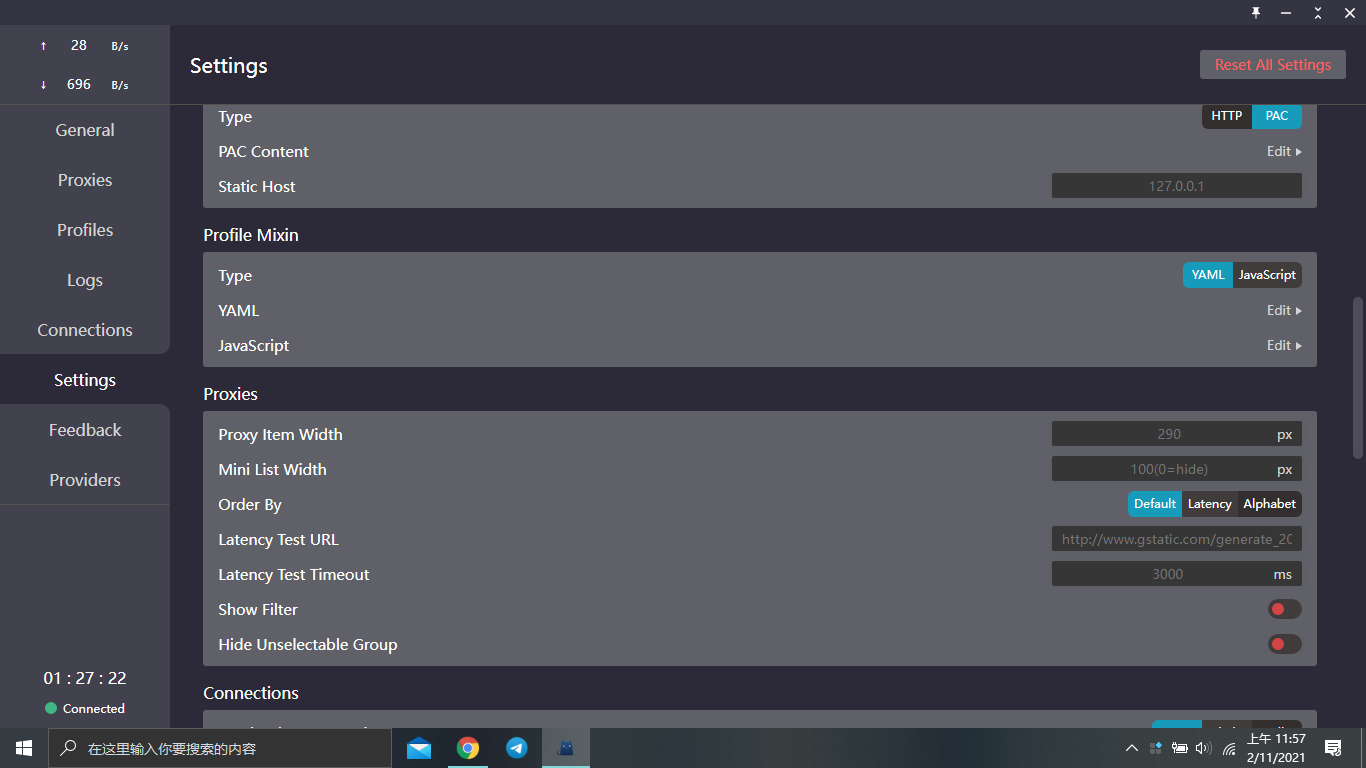 ↑ 28 B/s
↓ 696 B/s
Settings
Reset All Settings
General
Proxies
Profiles
Logs
Connections
Settings
Feedback
Providers
01 : 27 : 22
Connected
Type HTTP PAC
PAC Content Edit
Static Host 127.0.0.1
Profile Mixin
Type YAML JavaScript
YAML Edit
JavaScript Edit
Proxies
Proxy Item Width 290 px
Mini List Width 100(0=hide) px
Order By Default Latency Alphabet
Latency Test URL http://www.gstatic.com/generate_20
Latency Test Timeout 3000 ms
Show Filter
Hide Unselectable Group
Connections
在这里输入你要搜索的内容
上午 11:57
2/11/2021